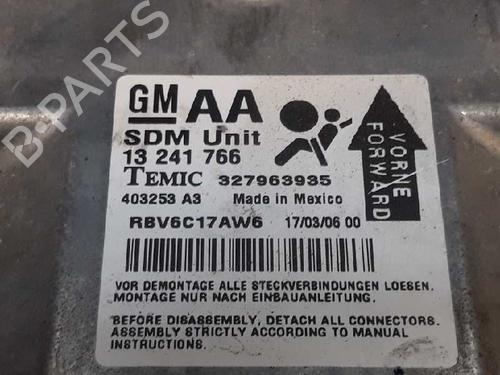 B-PARTS
GM AA
SDM Unit
13 241 766
TEMIC 327963935
403253 A3 Made in Mexico
RBV6C17AW6 17/03/06 00
VORNE
FORWARD
VOR DEMONTAGE ALLE STECKVERBINDUNGEN LOESEN.
MONTAGE NUR NACH EINBAUANLEITUNG.
BEFORE DISASSEMBLY, DETACH ALL CONNECTORS.
ASSEMBLY STRICTLY ACCORDING TO MANUAL
INSTRUCTIONS